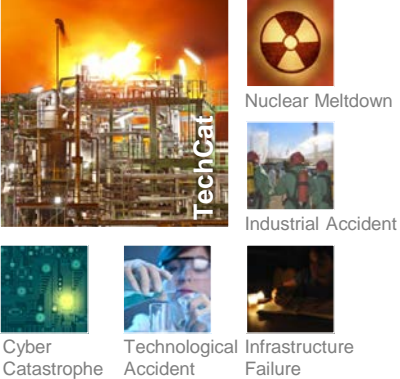 TechCat
Nuclear Meltdown
Industrial Accident
Cyber
Catastrophe
Technological
Accident
Infrastructure
Failure